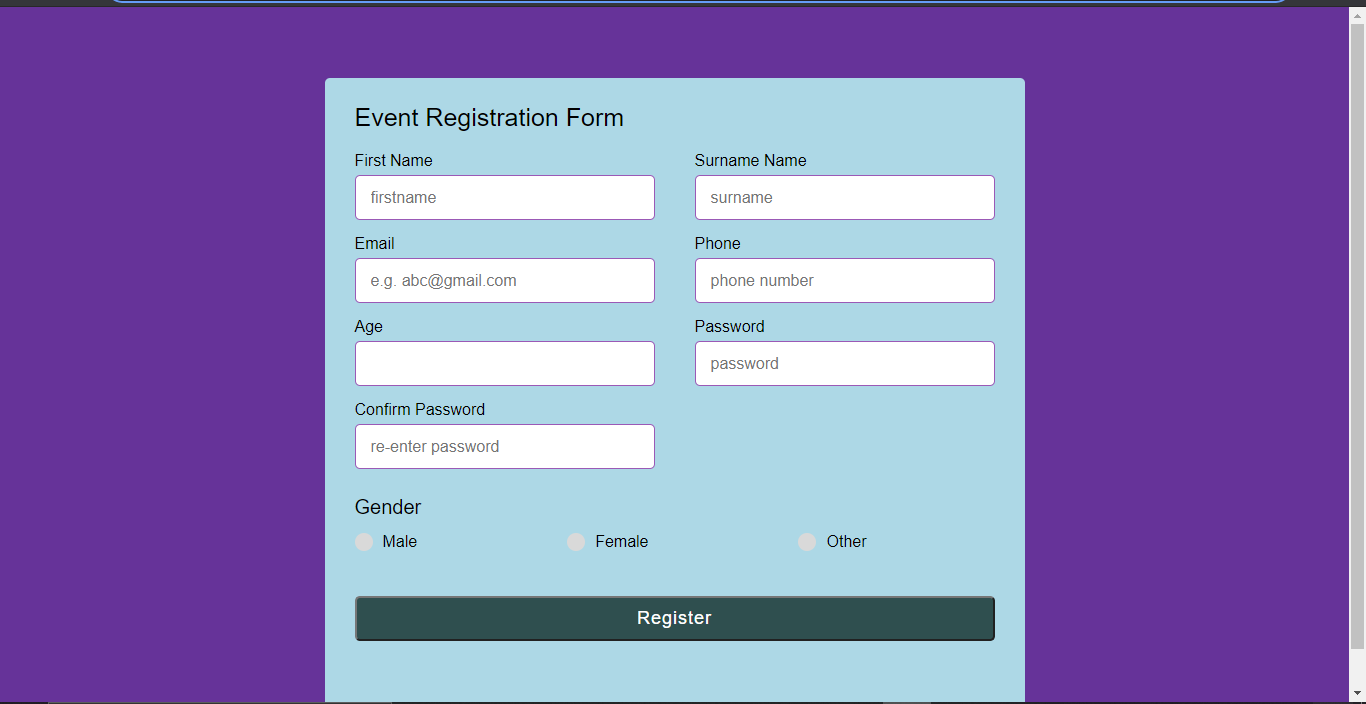 Event Registration Form
First Name Surname Name
firstname surname
Email Phone
e.g. abc@gmail.com phone number
Age Password
password
Confirm Password
re-enter password
Gender
Male Female Other
Register